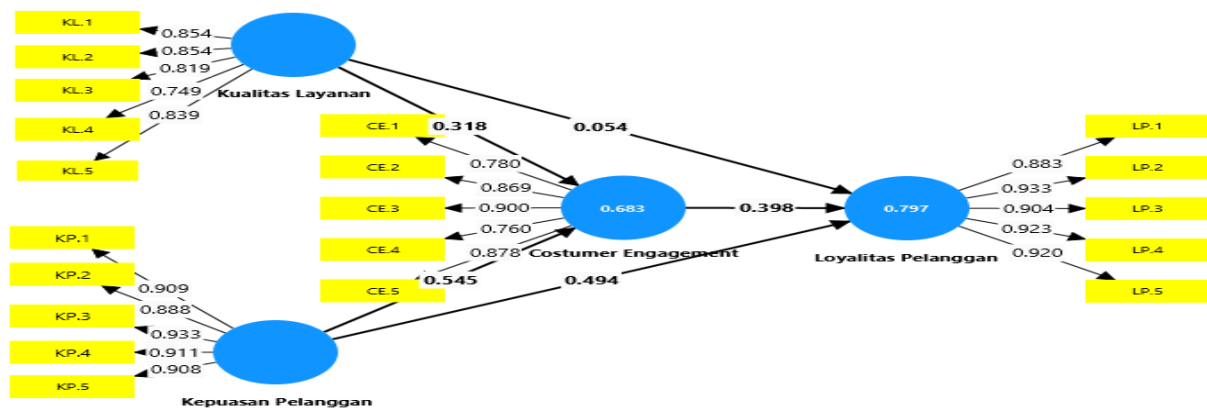 KL.1
KL.2
KL.3
KL.4
KL.5
0.854
0.854
0.819
0.749
0.839
Kualitas Layanan
0.318
0.054
CE.1
CE.2
CE.3
CE.4
CE.5
0.780
0.869
0.900
0.760
0.878
0.683
Costumer Engagement
0.398
0.797
Loyalitas Pelanggan
0.883
0.933
0.904
0.923
0.920
LP.1
LP.2
LP.3
LP.4
LP.5
KP.1
KP.2
KP.3
KP.4
KP.5
0.909
0.888
0.933
0.911
0.908
Kepuasan Pelanggan
0.545
0.494